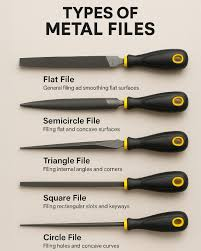 TYPES OF
METAL FILES
Flat File
General filing ad smoothing flat surfaces
Semicircle File
Filing flat and concave surfaces
Triangle File
Filing internal angles and corners
Square File
Filing rectangular slots and keyways
Circle File
Filing holes and concave curves